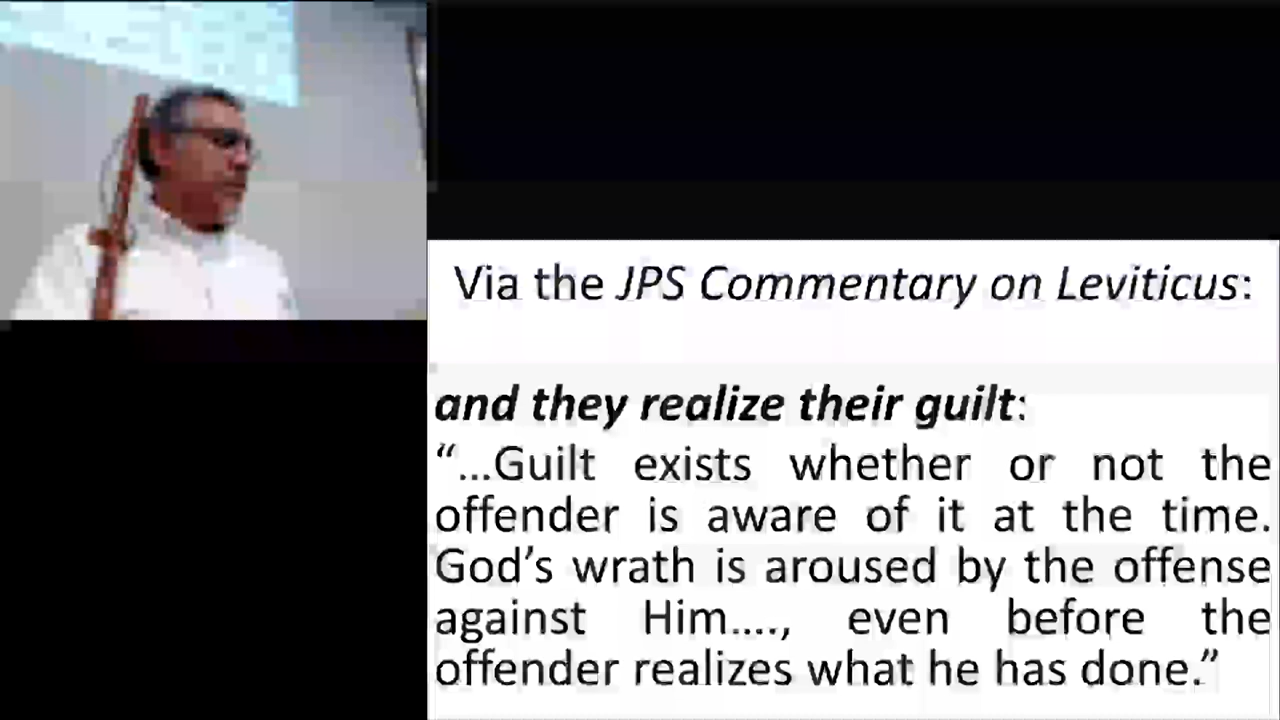 Via the JPS Commentary on Leviticus:
and they realize their guilt:
“...Guilt exists whether or not the
offender is aware of it at the time.
God’s wrath is aroused by the offense
against Him...., even before the
offender realizes what he has done.”